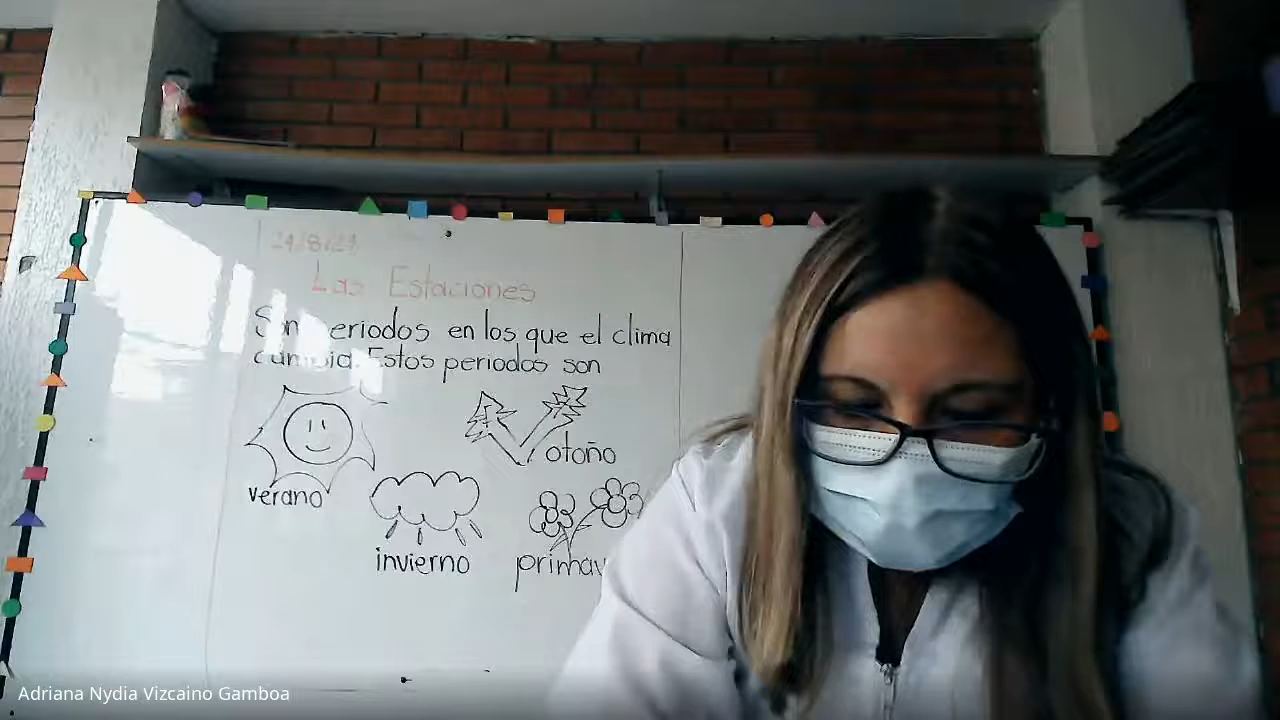 24/8/21
Las Estaciones
Son periodos en los que el clima
cambia. Estos periodos son
otoño
verano
invierno
primav
Adriana Nydia Vizcaino Gamboa